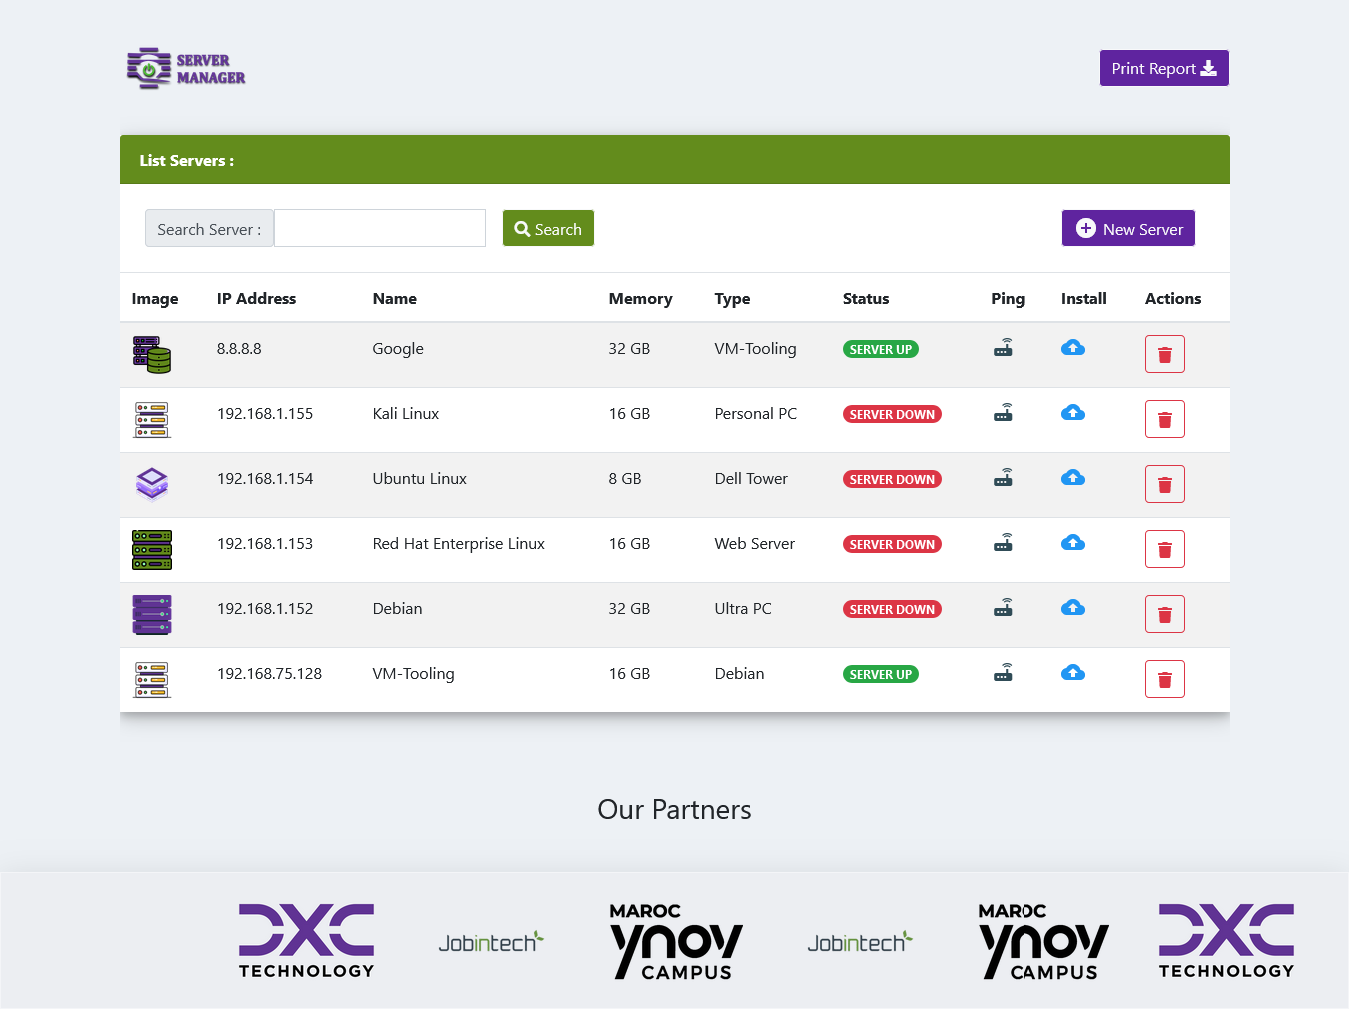 SERVER
MANAGER
Print Report
List Servers :
Search Server :
Search
New Server
Image IP Address Name Memory Type Status Ping Install Actions
8.8.8.8 Google 32 GB VM-Tooling SERVER UP
192.168.1.155 Kali Linux 16 GB Personal PC SERVER DOWN
192.168.1.154 Ubuntu Linux 8 GB Dell Tower SERVER DOWN
192.168.1.153 Red Hat Enterprise Linux 16 GB Web Server SERVER DOWN
192.168.1.152 Debian 32 GB Ultra PC SERVER DOWN
192.168.75.128 VM-Tooling 16 GB Debian SERVER UP
Our Partners
DXC
TECHNOLOGY
Jobintech
MAROC
ynov
CAMPUS
Jobintech
MAROC
ynov
CAMPUS
DXC
TECHNOLOGY